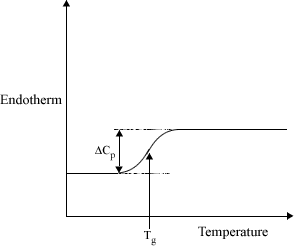 Endotherm
ΔCp
Temperature
Tg